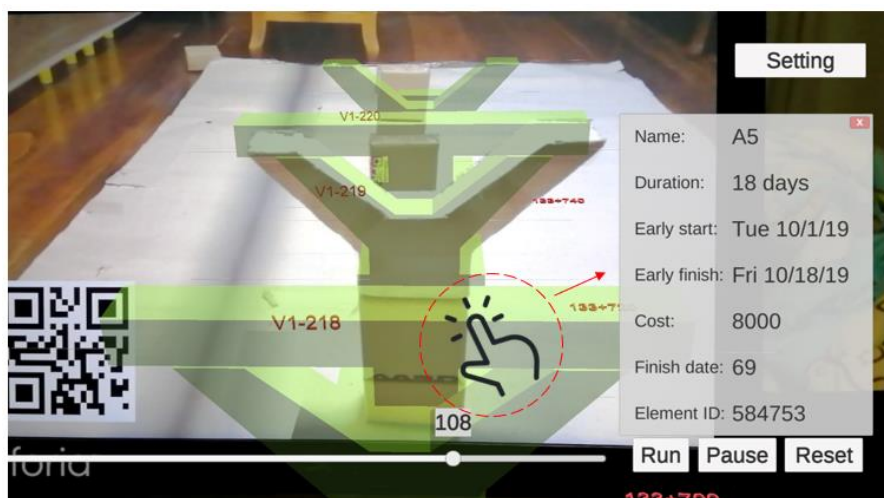 Setting
V1-220
Name: A5
V1-219
Duration: 18 days
133+740
Early start: Tue 10/1/19
Early finish: Fri 10/18/19
V1-218
Cost: 8000
Finish date: 69
Element ID: 584753
108
Run Pause Reset
foria